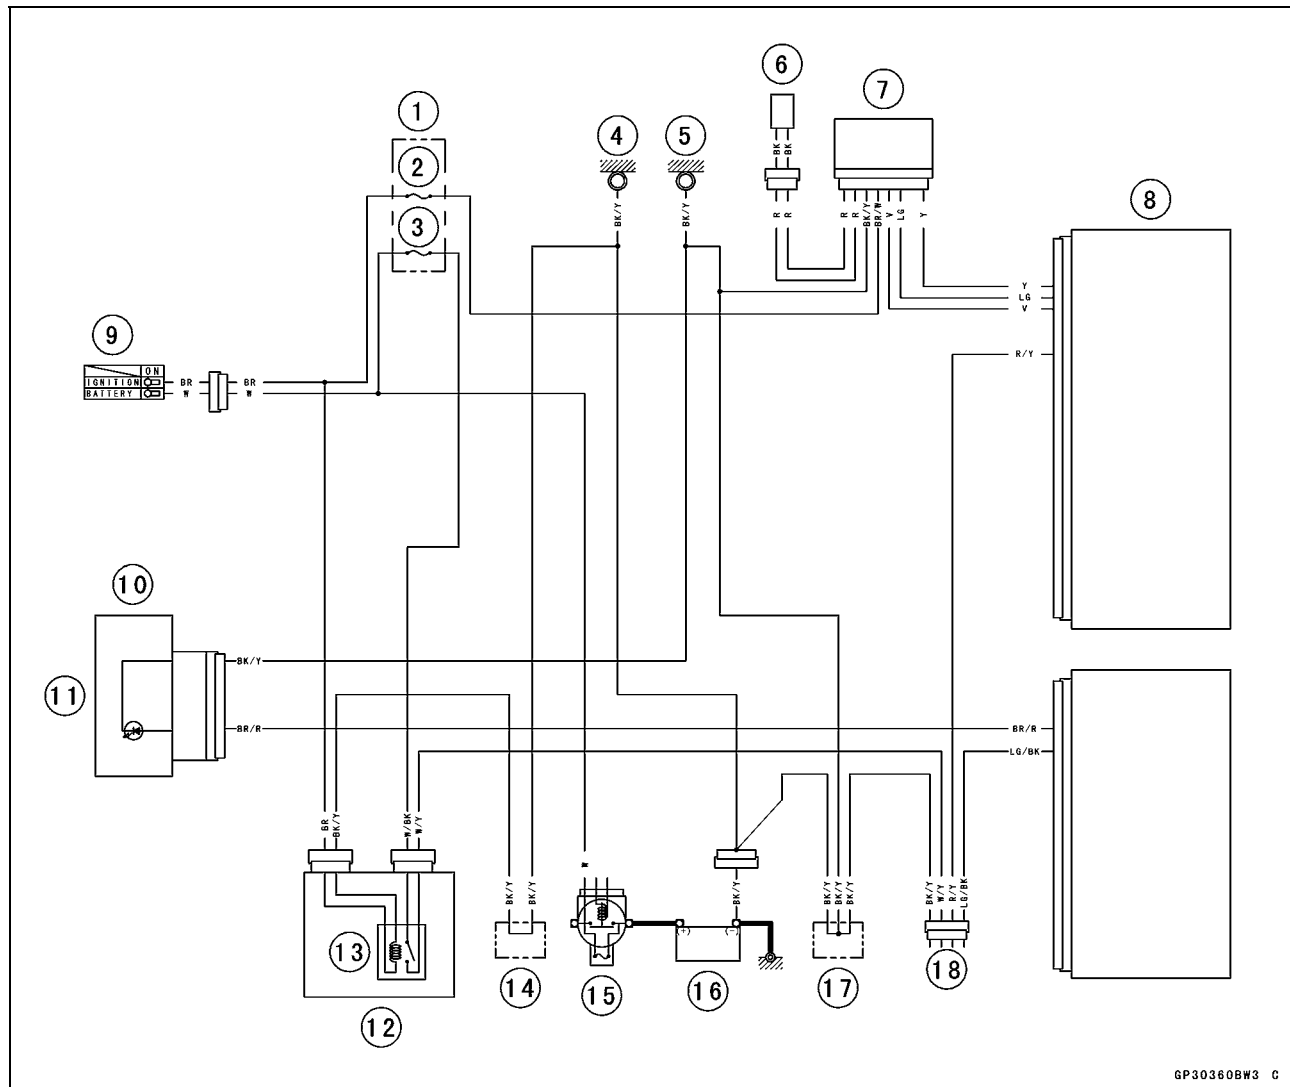 6
7
1
4
5
2
BK
BK
8
3
BK/Y
BK/Y
R
R
R
R
BK/Y
BR/W
V
LG
Y
Y
LG
V
9
R/Y
ON
IGNITION
BR
BR
BATTERY
W
W
10
BK/Y
11
BR/R
BR/R
LG/BK
BR
BK/Y
W/BK
W/Y
W
BK/Y
BK/Y
BK/Y
BK/Y
BK/Y
BK/Y
BK/Y
W/Y
R/Y
LG/BK
(+)
(-)
13
14
15
16
17
18
12
GP30360BW3 C